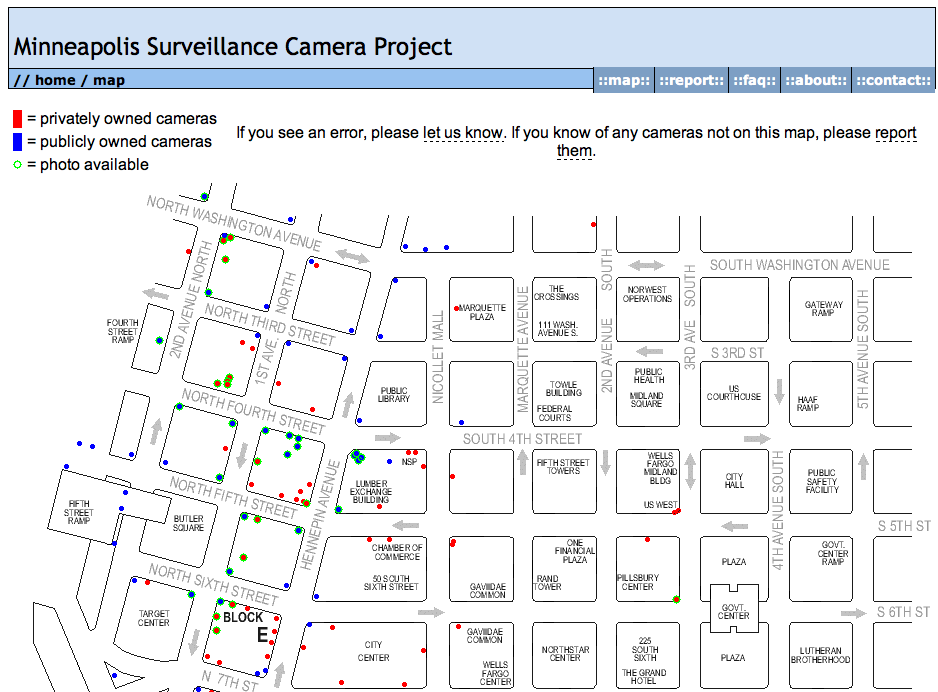 Minneapolis Surveillance Camera Project
// home / map
::map:: ::report:: ::faq:: ::about:: ::contact::
= privately owned cameras
= publicly owned cameras
= photo available
If you see an error, please let us know. If you know of any cameras not on this map, please report
them.
NORTH WASHINGTON AVENUE
SOUTH WASHINGTON AVENUE
2ND AVENUE NORTH
NORTH
1ST AVE.
NORTH THIRD STREET
FOURTH
STREET
RAMP
NICOLLET MALL
MARQUETTE
PLAZA
MARQUETTE AVENUE
THE
CROSSINGS
111 WASH.
AVENUE S.
SOUTH
2ND AVENUE
NORWEST
OPERATIONS
SOUTH
3RD AVE
GATEWAY
RAMP
5TH AVENUE SOUTH
S 3RD ST
PUBLIC
LIBRARY
TOWLE
BUILDING
FEDERAL
COURTS
PUBLIC
HEALTH
MIDLAND
SQUARE
US
COURTHOUSE
HAAF
RAMP
NORTH FOURTH STREET
SOUTH 4TH STREET
HENNEPIN AVENUE
NSP
LUMBER
EXCHANGE
BUILDING
FIFTH STREET
TOWERS
WELLS
FARGO
MIDLAND
BLDG
US WEST
CITY
HALL
4TH AVENUE SOUTH
PUBLIC
SAFETY
FACILITY
NORTH FIFTH STREET
S 5TH ST
FIFTH
STREET
RAMP
BUTLER
SQUARE
CHAMBER OF
COMMERCE
50 SOUTH
SIXTH STREET
GAVIIDAE
COMMON
ONE
FINANCIAL
PLAZA
RAND
TOWER
PILLSBURY
CENTER
PLAZA
GOVT.
CENTER
RAMP
NORTH SIXTH STREET
S 6TH ST
GOVT.
CENTER
TARGET
CENTER
BLOCK
E
CITY
CENTER
GAVIIDAE
COMMON
WELLS
FARGO
CENTER
NORTHSTAR
CENTER
225
SOUTH
SIXTH
THE GRAND
HOTEL
PLAZA
LUTHERAN
BROTHERHOOD
N 7TH ST